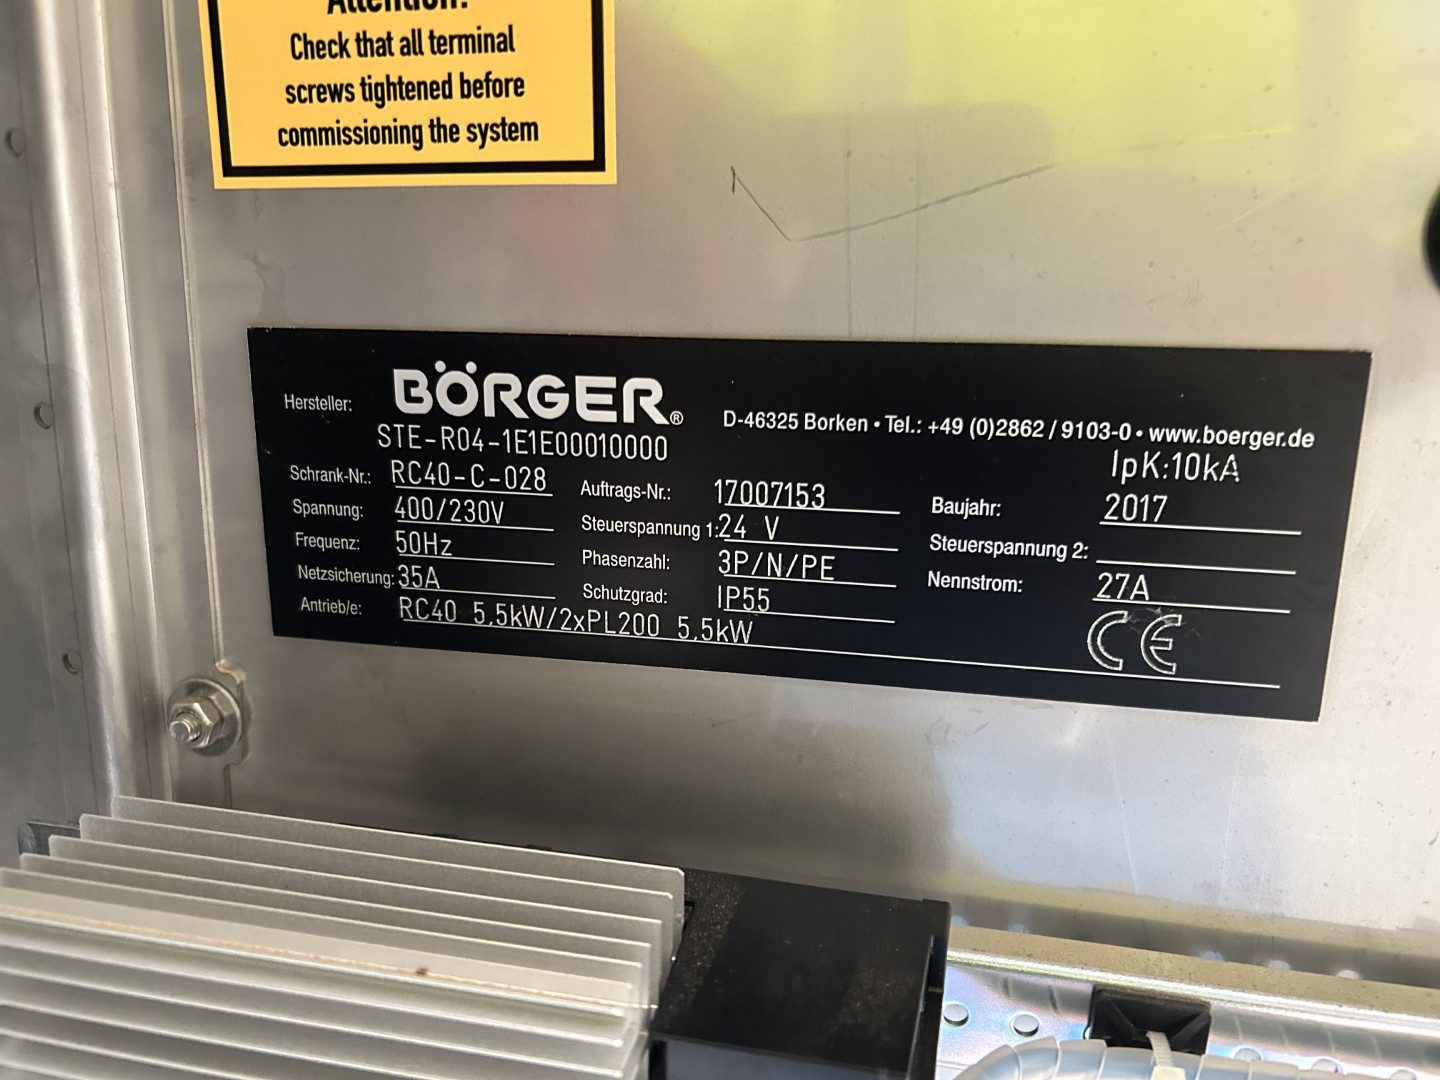 Attention!
Check that all terminal
screws tightened before
commissioning the system
Hersteller: BÖRGER® D-46325 Borken • Tel.: +49 (0)2862 / 9103-0 • www.boerger.de
STE-R04-1E1E00010000 IpK:10kA
Schrank-Nr.: RC40-C-028 Auftrags-Nr.: 17007153 Baujahr: 2017
Spannung: 400/230V Steuerspannung 1: 24 V Steuerspannung 2:
Frequenz: 50Hz Phasenzahl: 3P/N/PE Nennstrom: 27A
Netzsicherung: 35A Schutzgrad: IP55
Antrieb/e: RC40 5,5kW/2xPL200 5,5kW CE